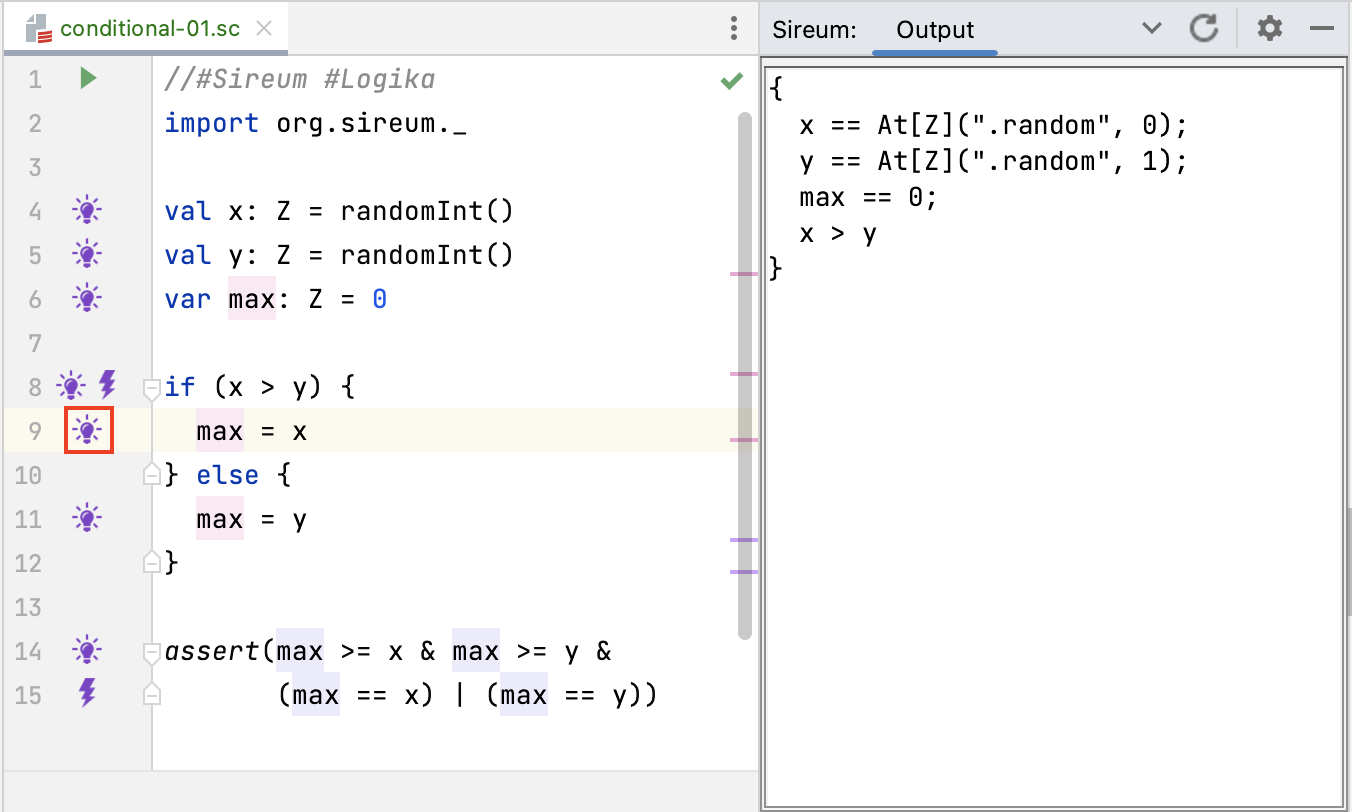 conditional-01.sc
Sireum: Output
1 //#Sireum #Logika
2 import org.sireum._
3
4 val x: Z = randomInt()
5 val y: Z = randomInt()
6 var max: Z = 0
7
8 if (x > y) {
9   max = x
10 } else {
11   max = y
12 }
13
14 assert(max >= x & max >= y &
15        (max == x) | (max == y))
{
  x == At[Z](".random", 0);
  y == At[Z](".random", 1);
  max == 0;
  x > y
}